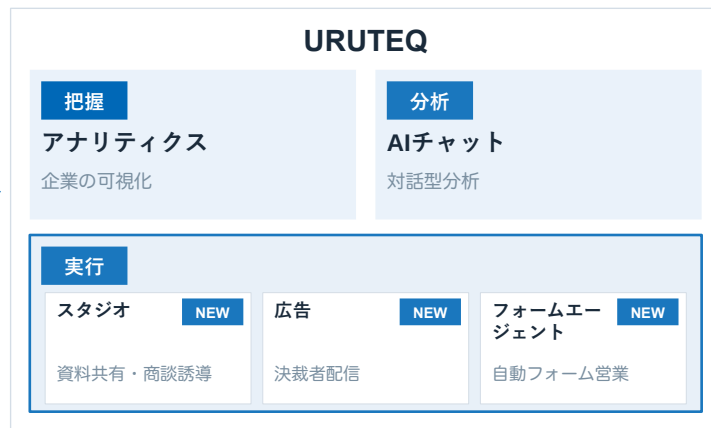 URUTEQ
把握
アナリティクス
企業の可視化
分析
AIチャット
対話型分析
実行
スタジオ
NEW
資料共有・商談誘導
広告
NEW
決裁者配信
フォームエー
ジェント
NEW
自動フォーム営業